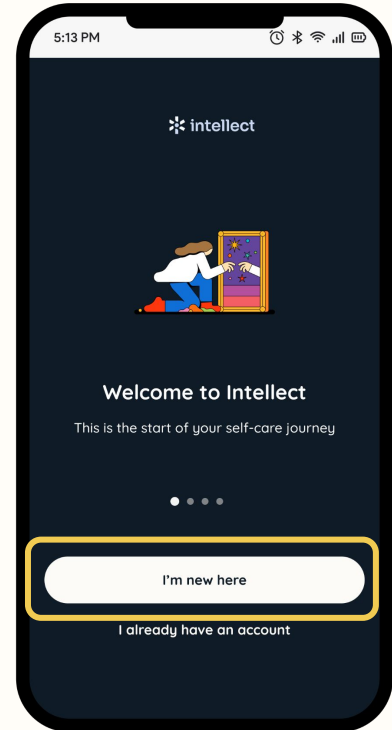 5:13 PM
intellect
Welcome to Intellect
This is the start of your self-care journey
I'm new here
I already have an account